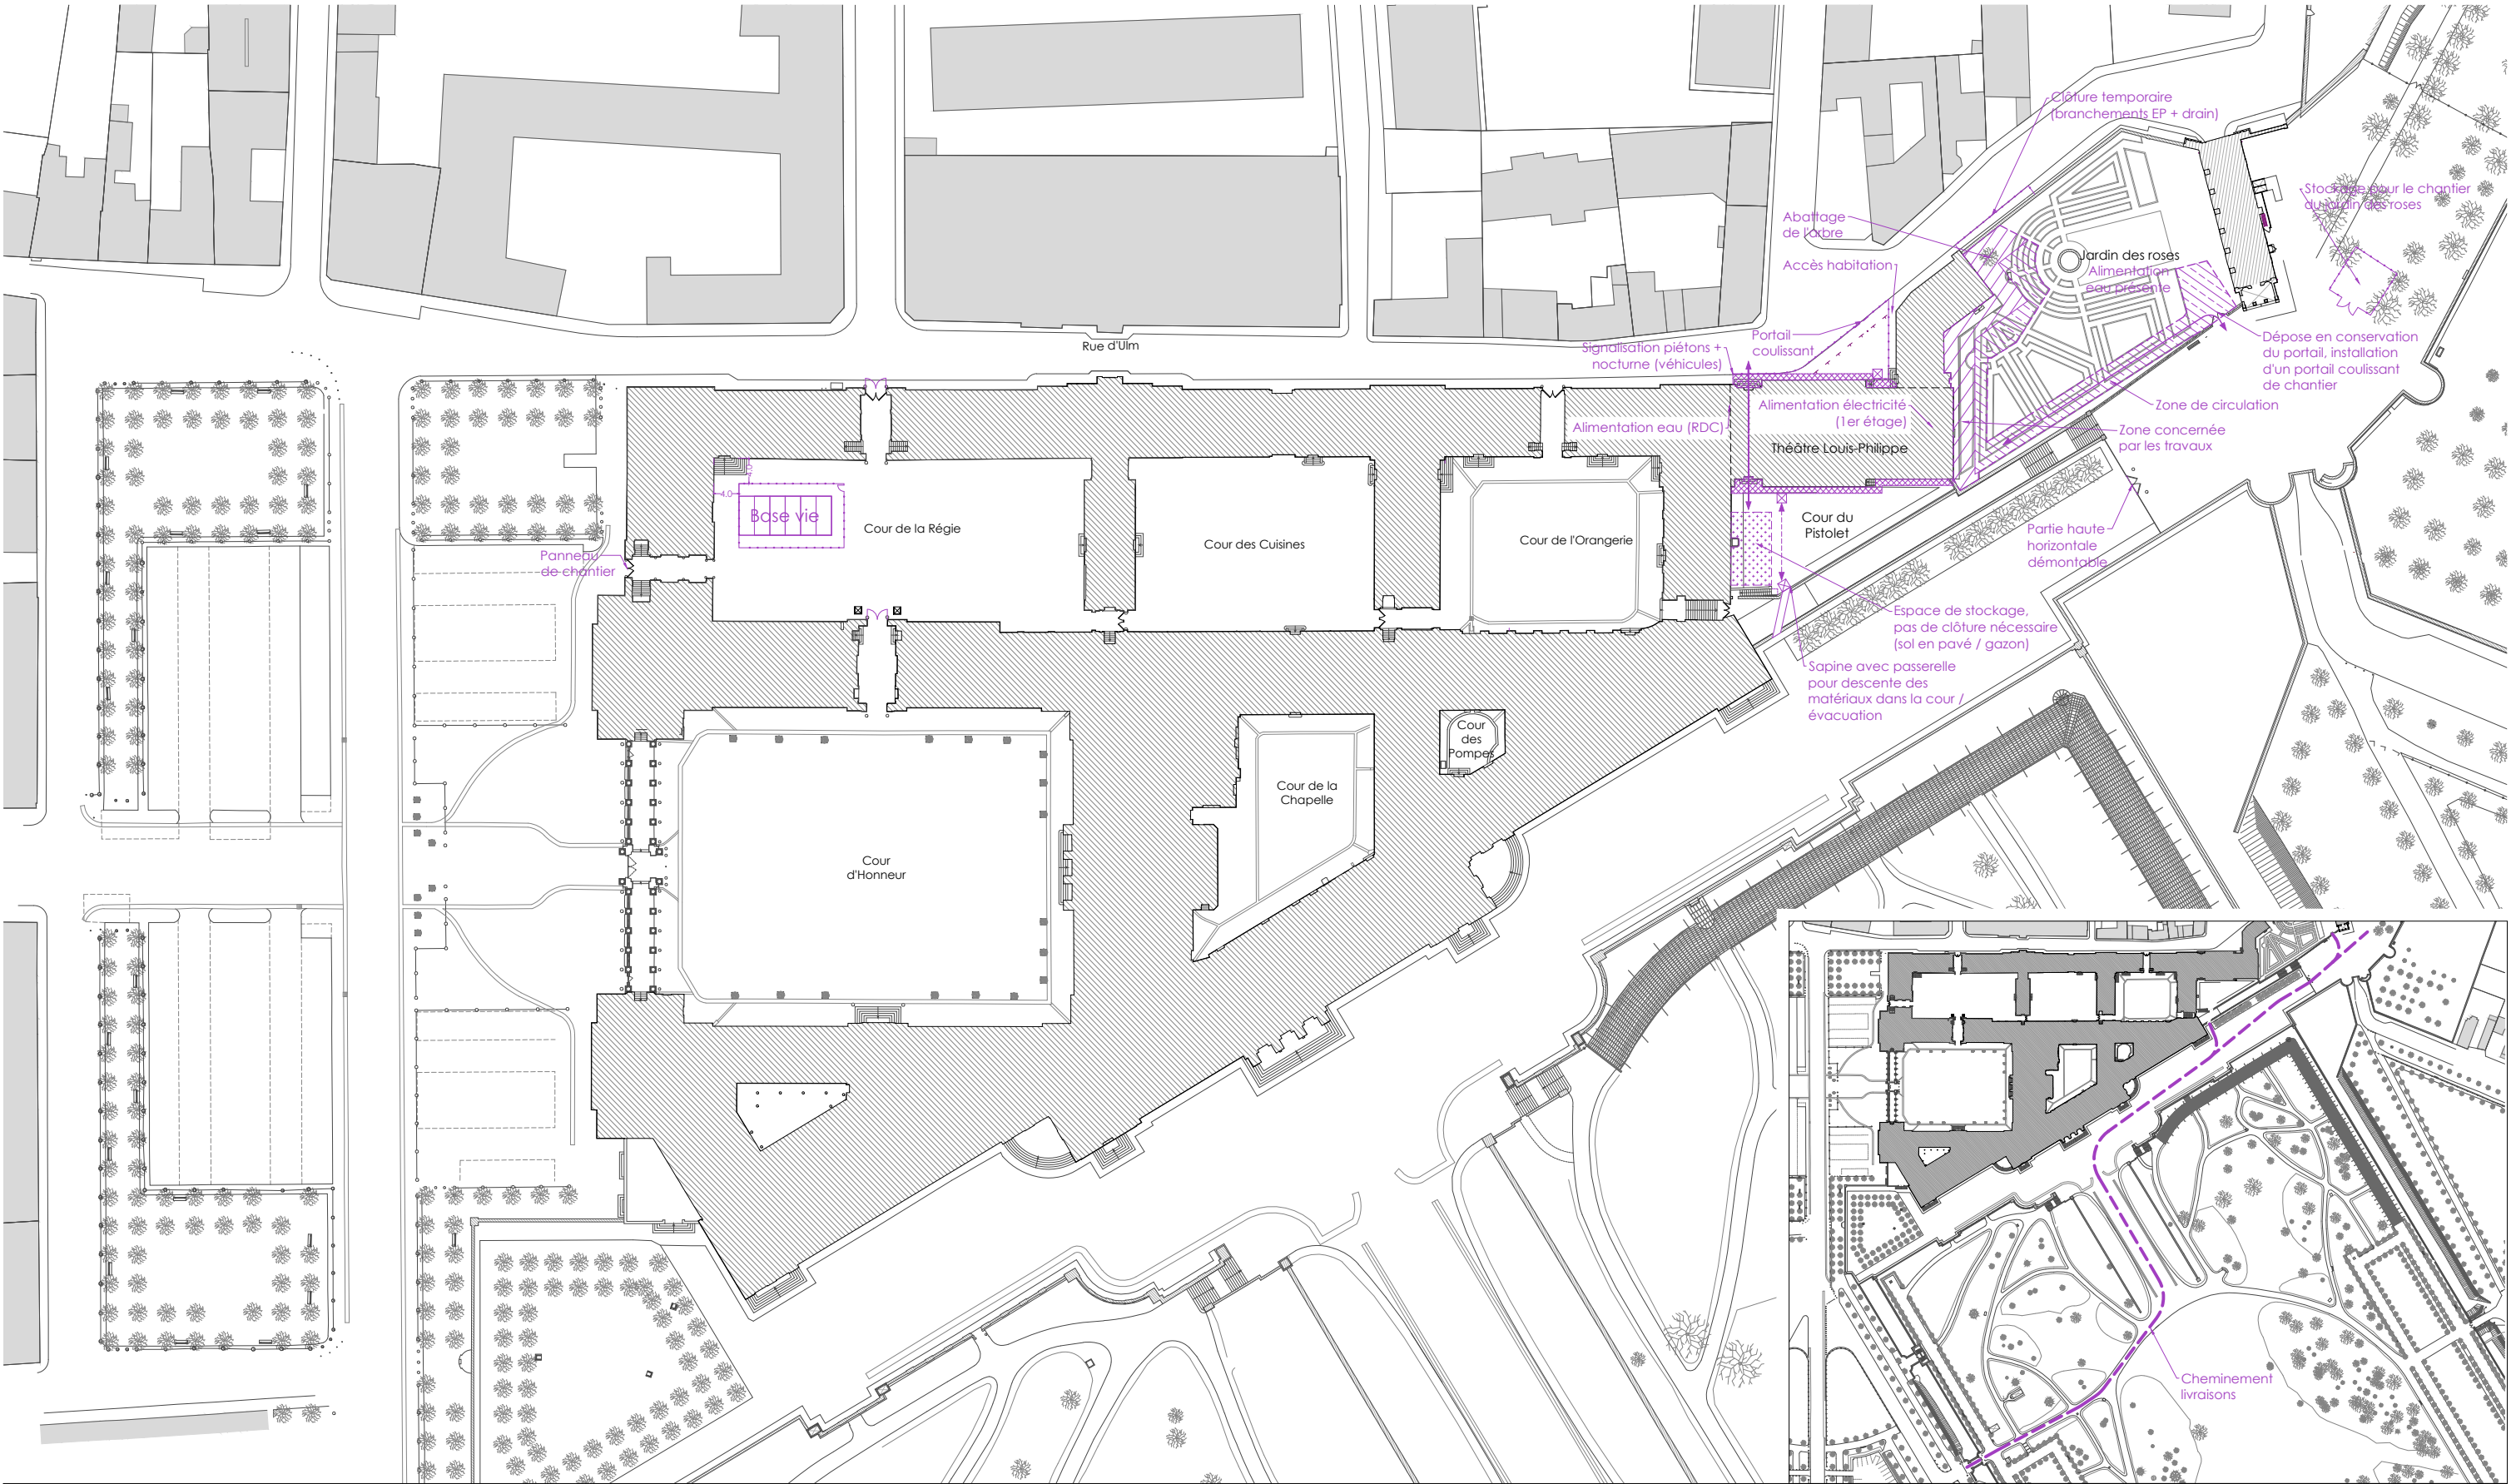 Clôture temporaire
(branchements EP + drain)
Stockage pour le chantier
du jardin des roses
Abattage
de l'arbre
Accès habitation
Jardin des roses
Alimentation
eau présente
Portail
coulissant
Rue d'Ulm
Signalisation piétons +
nocturne (véhicules)
Dépose en conservation
du portail, installation
d'un portail coulissant
de chantier
Alimentation électricité
(1er étage)
Zone de circulation
Alimentation eau (RDC)
Zone concernée
par les travaux
Théâtre Louis-Philippe
4.0
4.0
Base vie
Cour de la Régie
Cour des Cuisines
Cour de l'Orangerie
Cour du
Pistolet
Partie haute
horizontale
démontable
Panneau
de chantier
Espace de stockage,
pas de clôture nécessaire
(sol en pavé / gazon)
Sapine avec passerelle
pour descente des
matériaux dans la cour /
évacuation
Cour
des
Pompes
Cour de la
Chapelle
Cour
d'Honneur
Cheminement
livraisons